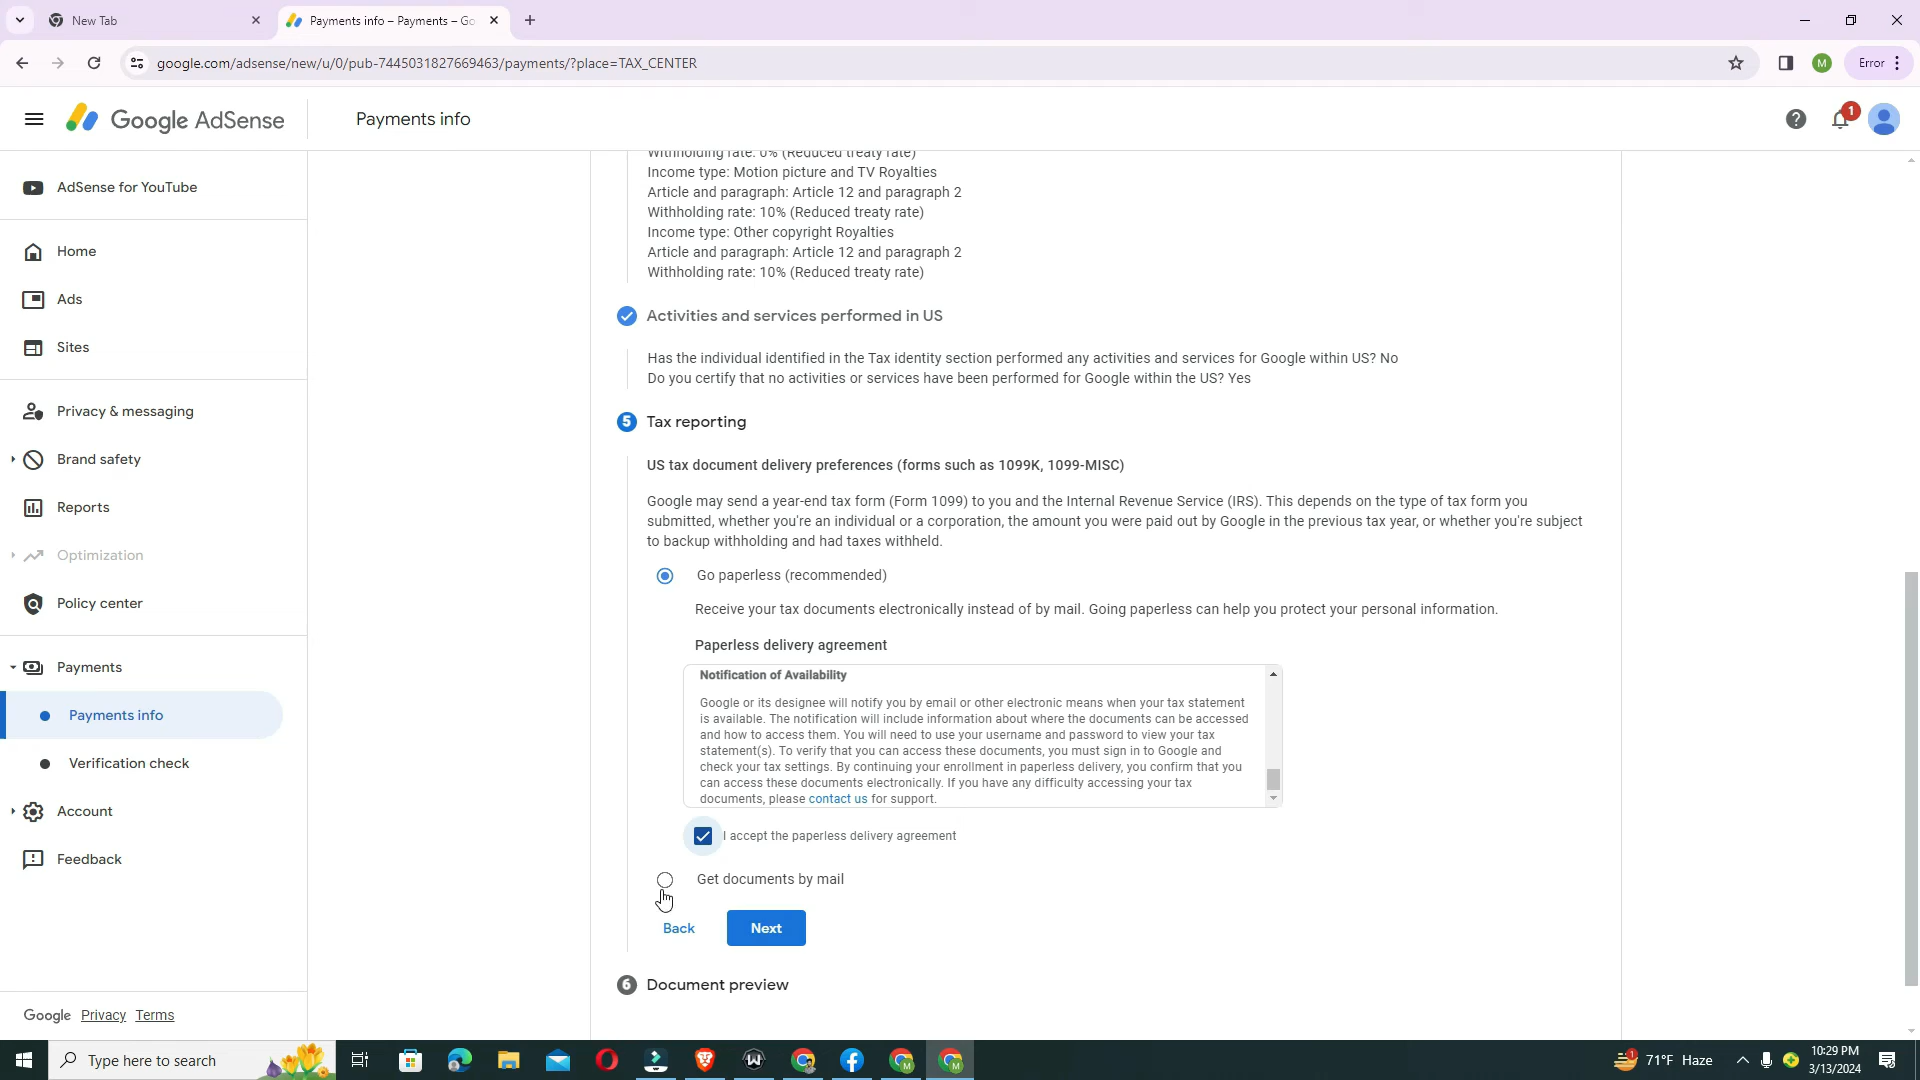 New Tab
Payments info – Payments – Go
google.com/adsense/new/u/0/pub-7445031827669463/payments/?place=TAX_CENTER
M
Error
Google AdSense
Payments info
1
AdSense for YouTube
Home
Ads
Sites
Privacy & messaging
Brand safety
Reports
Optimization
Policy center
Payments
Payments info
Verification check
Account
Feedback
Google Privacy Terms
Withholding rate: 0% (Reduced treaty rate)
Income type: Motion picture and TV Royalties
Article and paragraph: Article 12 and paragraph 2
Withholding rate: 10% (Reduced treaty rate)
Income type: Other copyright Royalties
Article and paragraph: Article 12 and paragraph 2
Withholding rate: 10% (Reduced treaty rate)
Activities and services performed in US
Has the individual identified in the Tax identity section performed any activities and services for Google within US? No
Do you certify that no activities or services have been performed for Google within the US? Yes
5 Tax reporting
US tax document delivery preferences (forms such as 1099K, 1099-MISC)
Google may send a year-end tax form (Form 1099) to you and the Internal Revenue Service (IRS). This depends on the type of tax form you
submitted, whether you're an individual or a corporation, the amount you were paid out by Google in the previous tax year, or whether you're subject
to backup withholding and had taxes withheld.
Go paperless (recommended)
Receive your tax documents electronically instead of by mail. Going paperless can help you protect your personal information.
Paperless delivery agreement
Notification of Availability
Google or its designee will notify you by email or other electronic means when your tax statement
is available. The notification will include information about where the documents can be accessed
and how to access them. You will need to use your username and password to view your tax
statement(s). To verify that you can access these documents, you must sign in to Google and
check your tax settings. By continuing your enrollment in paperless delivery, you confirm that you
can access these documents electronically. If you have any difficulty accessing your tax
documents, please contact us for support.
I accept the paperless delivery agreement
Get documents by mail
Back
Next
6 Document preview
Type here to search
1
71°F Haze
10:29 PM
3/13/2024